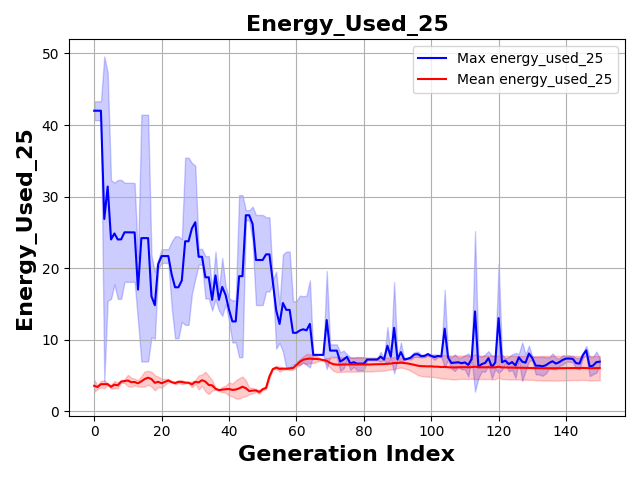 Energy_Used_25
Max energy_used_25
Mean energy_used_25
Energy_Used_25
50
40
30
20
10
0
0 20 40 60 80 100 120 140
Generation Index